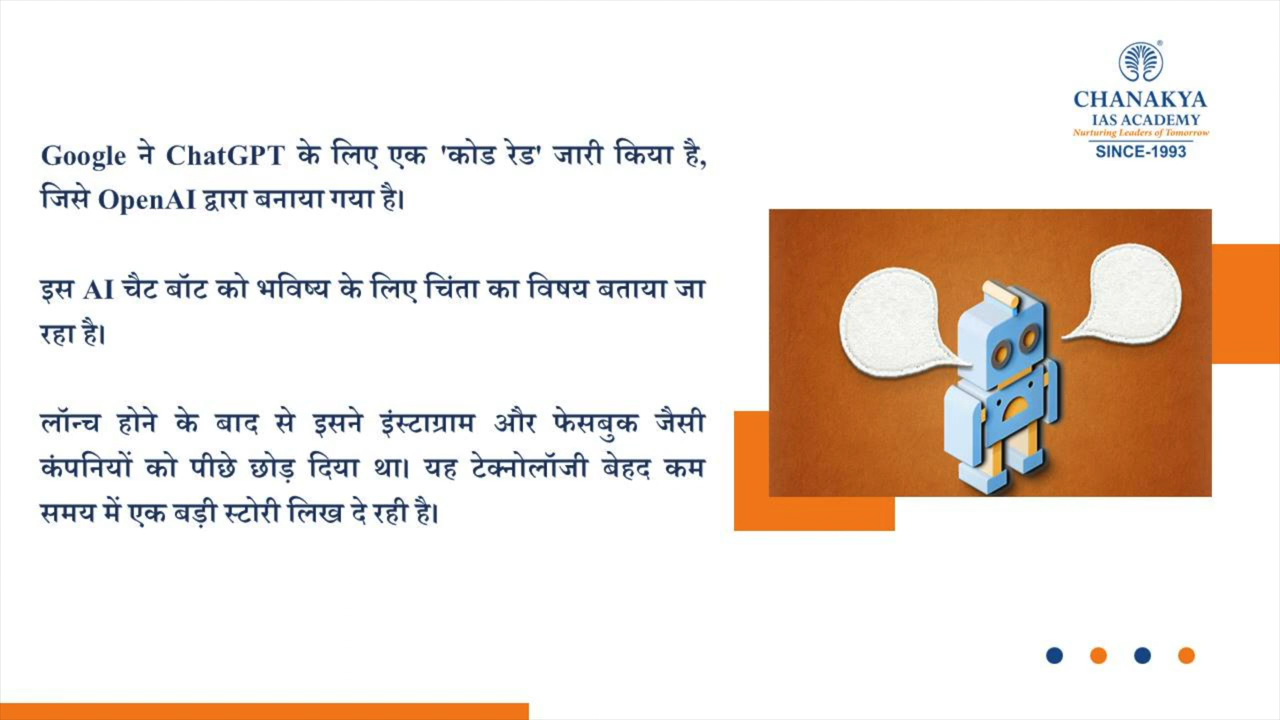 CHANAKYA
IAS ACADEMY
Nurturing Leaders of Tomorrow
SINCE-1993
Google ने ChatGPT के लिए एक 'कोड रेड' जारी किया है,
जिसे OpenAI द्वारा बनाया गया है।
इस AI चैट बॉट को भविष्य के लिए चिंता का विषय बताया जा
रहा है।
लॉन्च होने के बाद से इसने इंस्टाग्राम और फेसबुक जैसी
कंपनियों को पीछे छोड़ दिया था। यह टेक्नोलॉजी बेहद कम
समय में एक बड़ी स्टोरी लिख दे रही है।